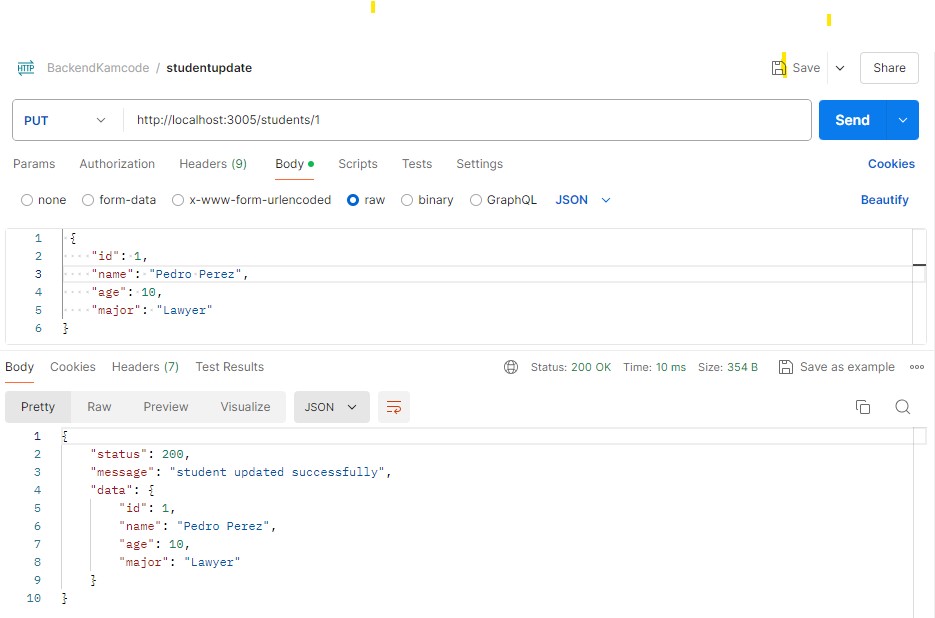 HTTP BackendKamcode / studentupdate Save Share
PUT http://localhost:3005/students/1 Send
Params Authorization Headers (9) Body Scripts Tests Settings Cookies
none form-data x-www-form-urlencoded raw binary GraphQL JSON Beautify
1 {
2 "id": 1,
3 "name": "Pedro Perez",
4 "age": 10,
5 "major": "Lawyer"
6 }
Body Cookies Headers (7) Test Results Status: 200 OK Time: 10 ms Size: 354 B Save as example
Pretty Raw Preview Visualize JSON
1 {
2 "status": 200,
3 "message": "student updated successfully",
4 "data": {
5 "id": 1,
6 "name": "Pedro Perez",
7 "age": 10,
8 "major": "Lawyer"
9 }
10 }